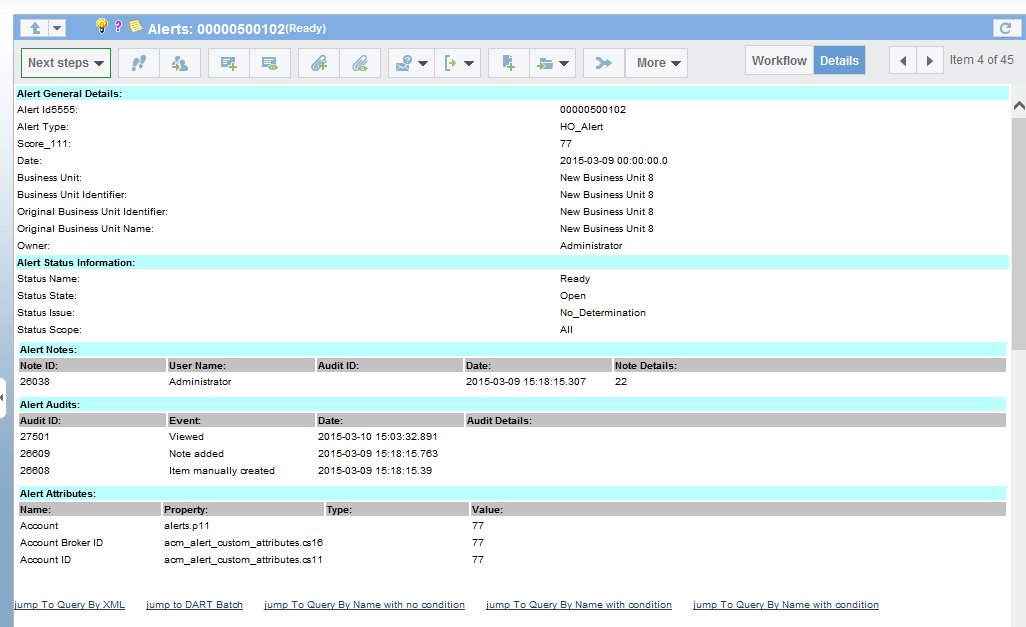 Alerts: 00000500102(Ready)
Next steps More Workflow Details Item 4 of 45
Alert General Details:
Alert Id5555: 00000500102
Alert Type: HO_Alert
Score_111: 77
Date: 2015-03-09 00:00:00.0
Business Unit: New Business Unit 8
Business Unit Identifier: New Business Unit 8
Original Business Unit Identifier: New Business Unit 8
Original Business Unit Name: New Business Unit 8
Owner: Administrator
Alert Status Information:
Status Name: Ready
Status State: Open
Status Issue: No_Determination
Status Scope: All
Alert Notes:
Note ID: User Name: Audit ID: Date: Note Details:
26038 Administrator 2015-03-09 15:18:15.307 22
Alert Audits:
Audit ID: Event: Date: Audit Details:
27501 Viewed 2015-03-10 15:03:32.891
26609 Note added 2015-03-09 15:18:15.763
26608 Item manually created 2015-03-09 15:18:15.39
Alert Attributes:
Name: Property: Type: Value:
Account alerts.p11 77
Account Broker ID acm_alert_custom_attributes.cs16 77
Account ID acm_alert_custom_attributes.cs11 77
jump To Query By XML jump to DART Batch jump To Query By Name with no condition jump To Query By Name with condition jump To Query By Name with condition